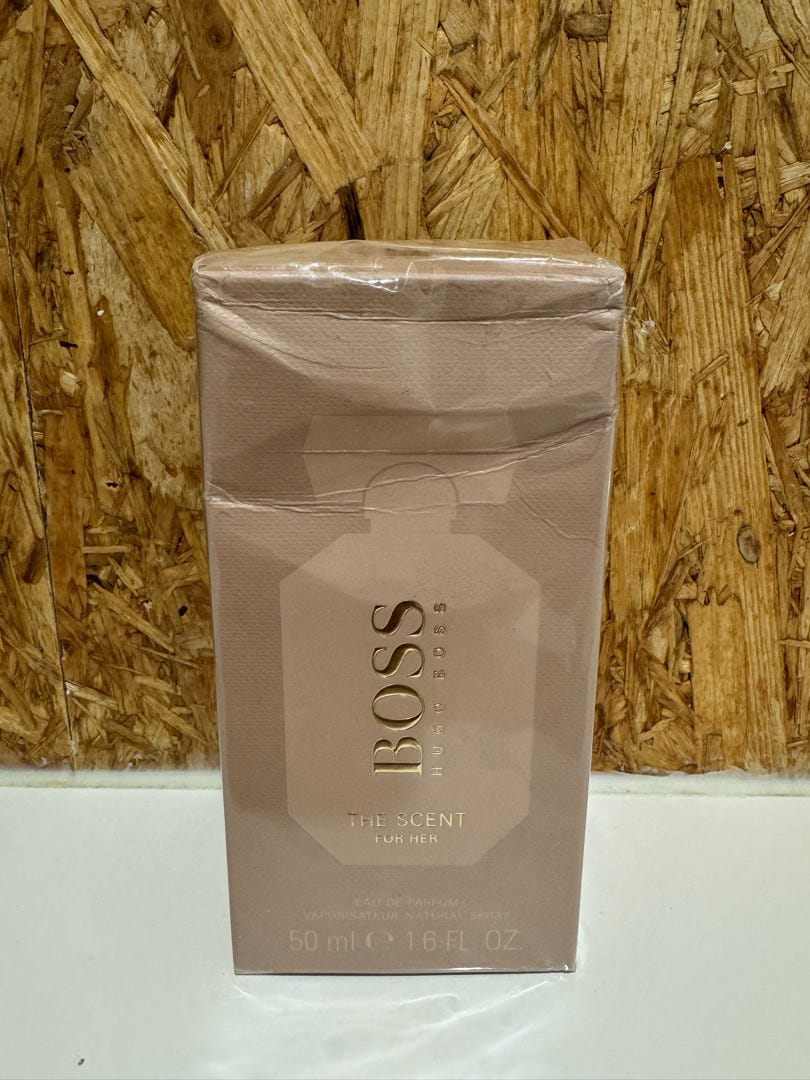 BOSS
HUGO BOSS
THE SCENT
FOR HER
EAU DE PARFUM
VAPORISATEUR NATURAL SPRAY
50 ml ℮ 1.6 FL. OZ.